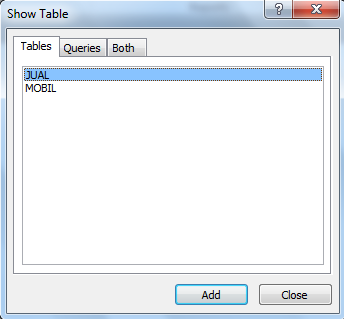 Show Table
Tables Queries Both
JUAL
MOBIL
Add Close